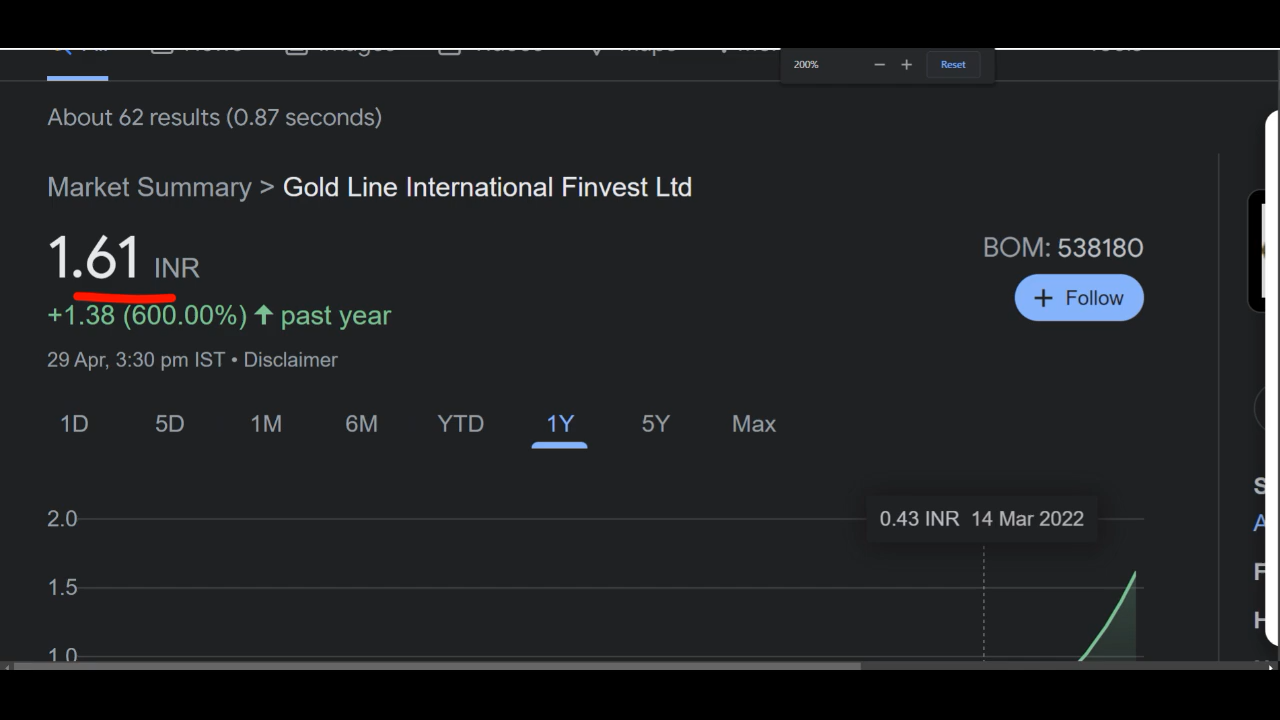 200% − + Reset
About 62 results (0.87 seconds)
Market Summary > Gold Line International Finvest Ltd
1.61 INR
BOM: 538180
+1.38 (600.00%) ↑ past year
+ Follow
29 Apr, 3:30 pm IST • Disclaimer
1D 5D 1M 6M YTD 1Y 5Y Max
2.0
0.43 INR 14 Mar 2022
1.5
1.0